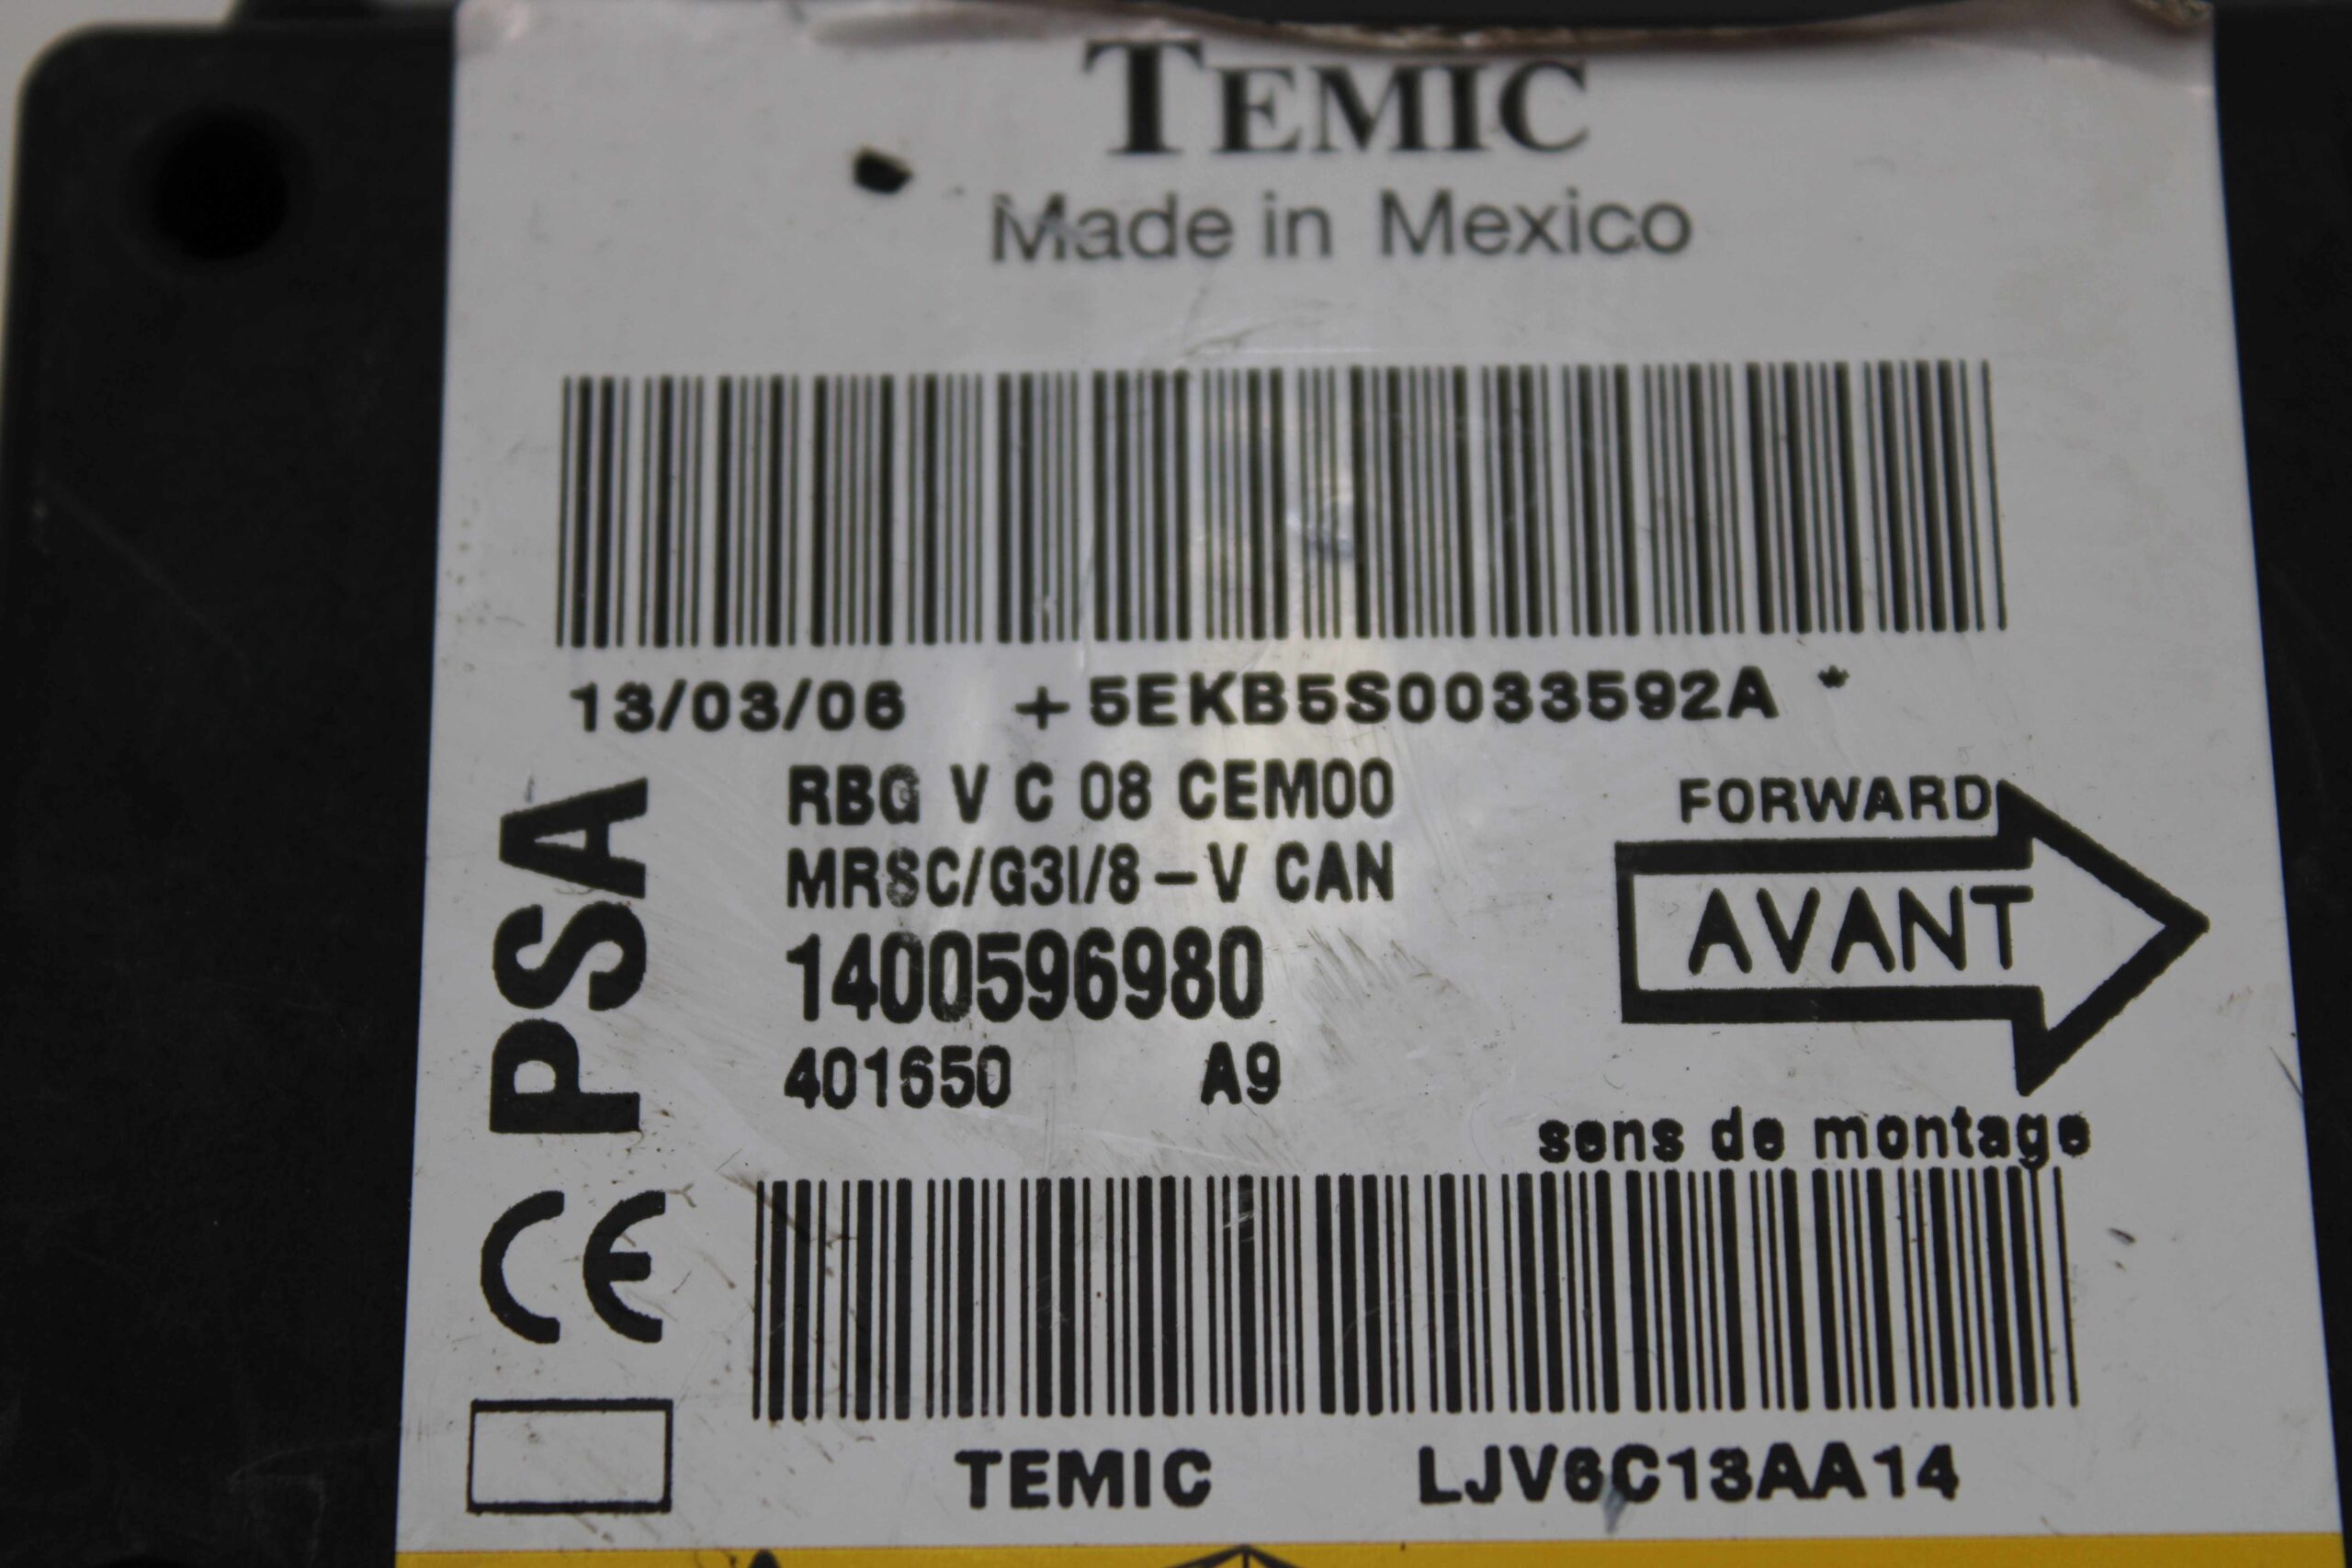 TEMIC
Made in Mexico
13/03/06 +5EKB5S0033592A *
RBG V C 08 CEM00
MRSC/G3I/8-V CAN
1400596980
401650 A9
FORWARD
AVANT
sens de montage
PSA
CE
TEMIC LJV6C13AA14